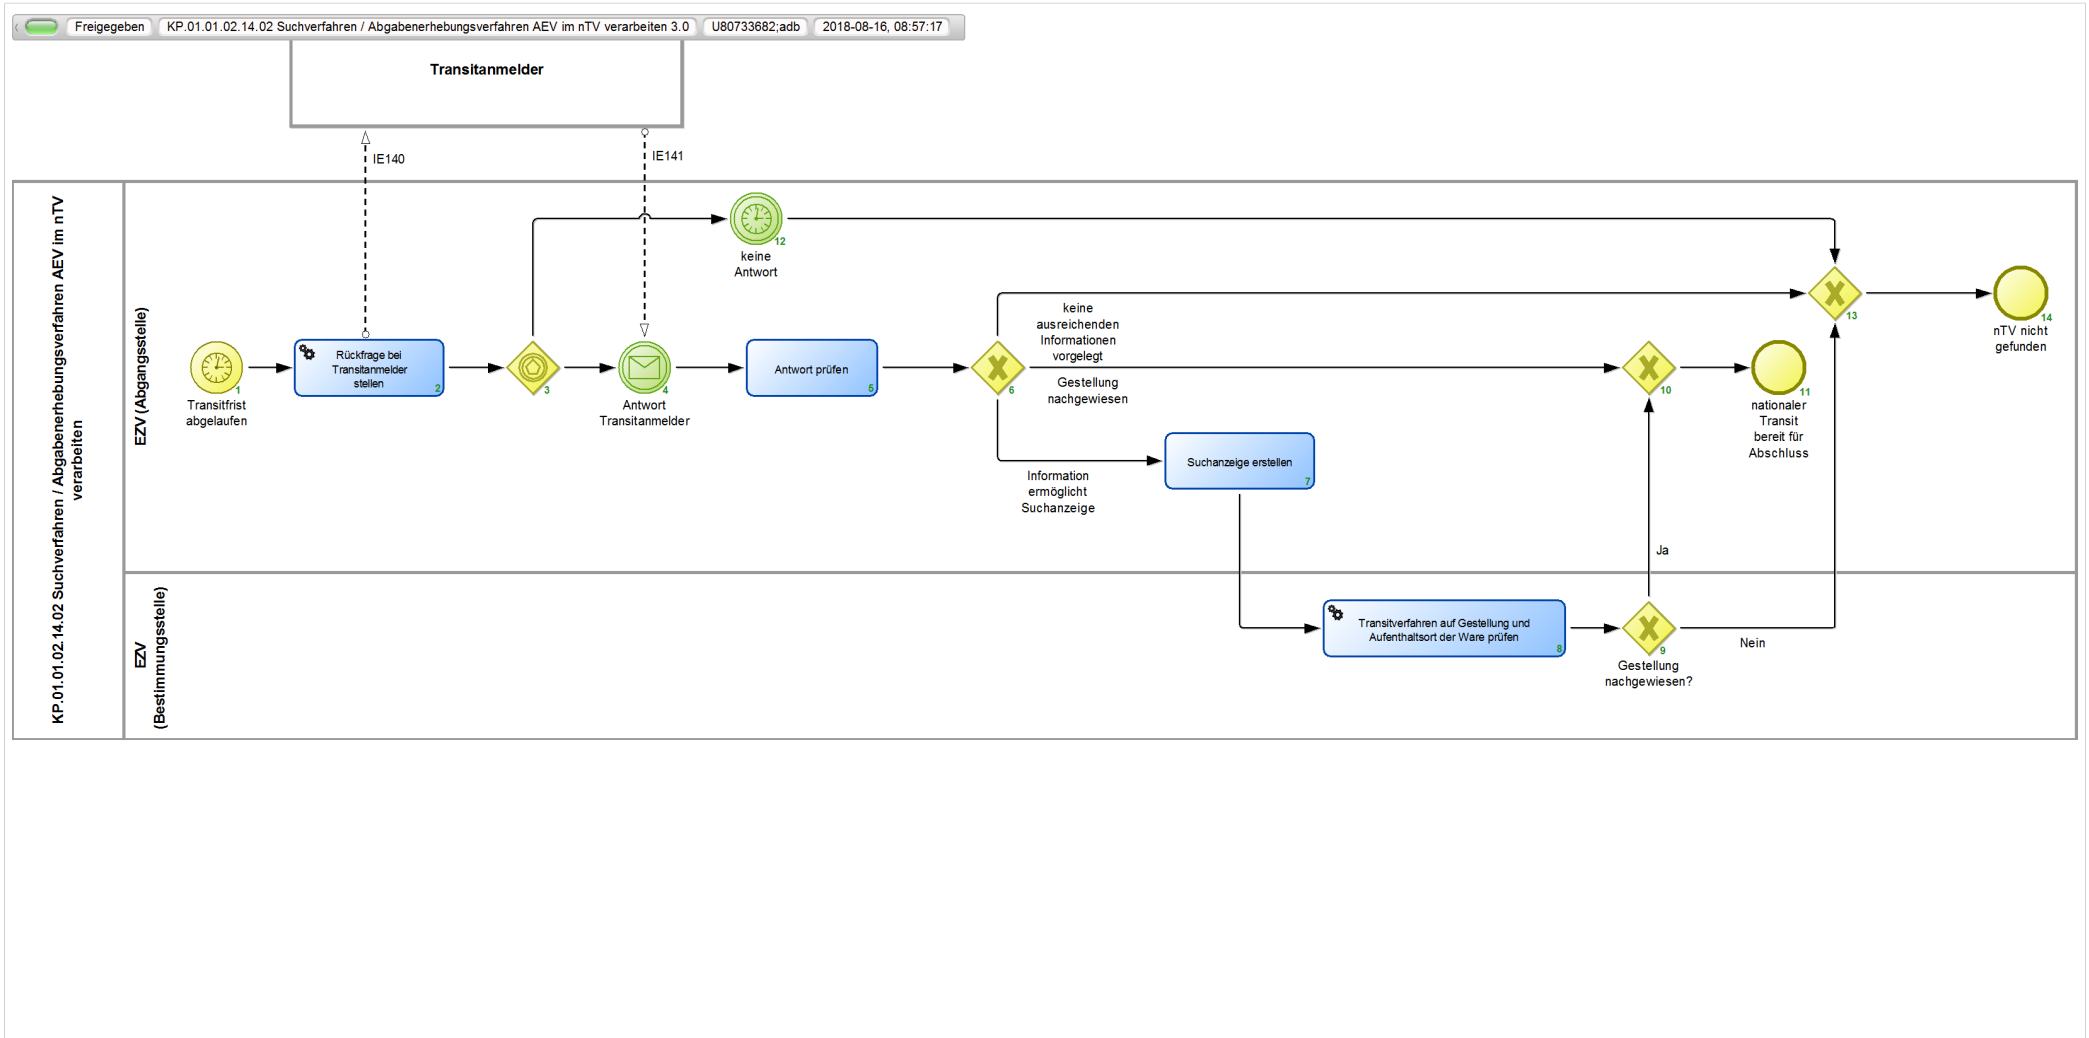 Freigegeben KP.01.01.02.14.02 Suchverfahren / Abgabenerhebungsverfahren AEV im nTV verarbeiten 3.0 U80733682;adb 2018-08-16, 08:57:17
Transitanmelder
IE140
IE141
KP.01.01.02.14.02 Suchverfahren / Abgabenerhebungsverfahren AEV im nTV
verarbeiten
EZV (Abgangsstelle)
Transitfrist
abgelaufen
1
Rückfrage bei
Transitanmelder
stellen
2
3
Antwort
Transitanmelder
4
keine
Antwort
12
Antwort prüfen
5
6
keine
ausreichenden
Informationen
vorgelegt
Gestellung
nachgewiesen
Information
ermöglicht
Suchanzeige
Suchanzeige erstellen
7
10
nationaler
Transit
bereit für
Abschluss
11
13
nTV nicht
gefunden
14
Ja
EZV
(Bestimmungsstelle)
Transitverfahren auf Gestellung und
Aufenthaltsort der Ware prüfen
8
9
Gestellung
nachgewiesen?
Nein